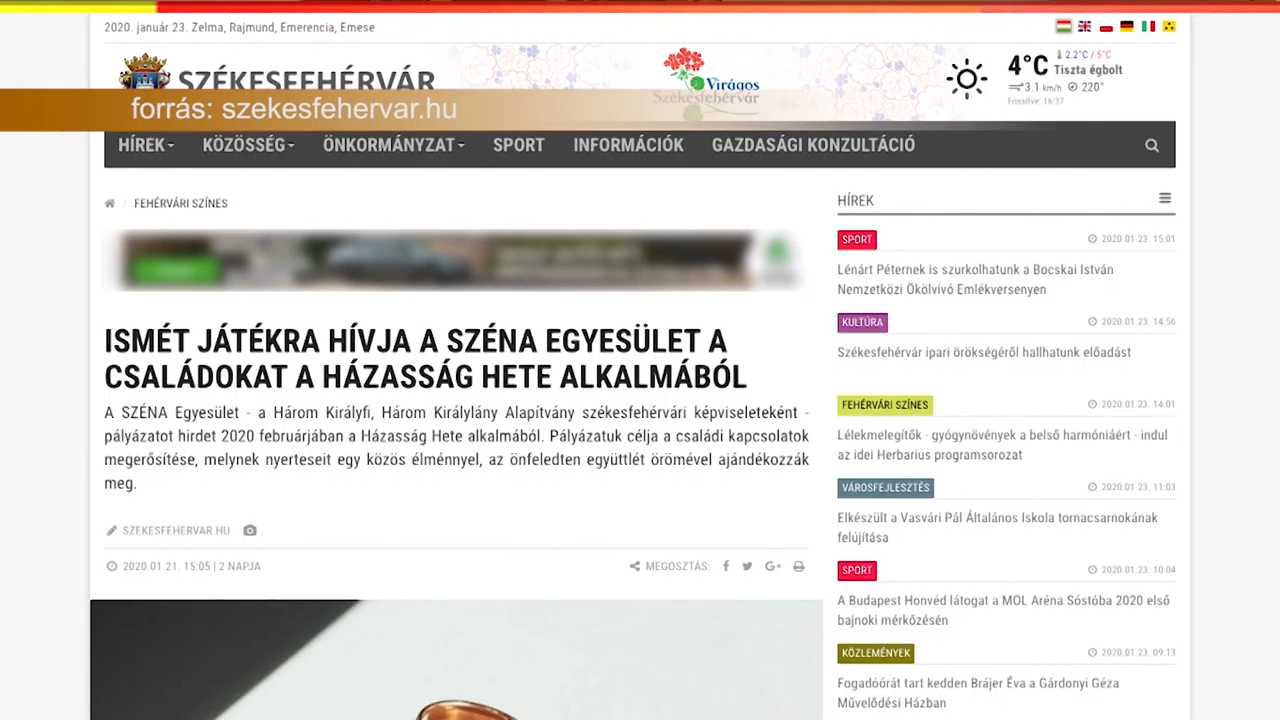 2020. január 23. Zelma, Rajmund, Emerencia, Emese
SZÉKESFEHÉRVÁR
Virágos
Székesfehérvár
4°C
2.2°C / 5°C
Tiszta égbolt
3.1 km/h 220°
Frissítve: 16:37
forrás: szekesfehervar.hu
HÍREK KÖZÖSSÉG ÖNKORMÁNYZAT SPORT INFORMÁCIÓK GAZDASÁGI KONZULTÁCIÓ
/ FEHÉRVÁRI SZÍNES
ISMÉT JÁTÉKRA HÍVJA A SZÉNA EGYESÜLET A
CSALÁDOKAT A HÁZASSÁG HETE ALKALMÁBÓL
A SZÉNA Egyesület - a Három Királyfi, Három Királylány Alapítvány székesfehérvári képviseleteként -
pályázatot hirdet 2020 februárjában a Házasság Hete alkalmából. Pályázatuk célja a családi kapcsolatok
megerősítése, melynek nyerteseit egy közös élménnyel, az önfeledten együttlét örömével ajándékozzák
meg.
SZEKESFEHERVAR.HU
2020.01.21. 15:05 | 2 NAPJA
MEGOSZTÁS:
HÍREK
SPORT 2020.01.23. 15:01
Lénárt Péternek is szurkolhatunk a Bocskai István
Nemzetközi Ökölvívó Emlékversenyen
KULTÚRA 2020.01.23. 14:56
Székesfehérvár ipari örökségéről hallhatunk előadást
FEHÉRVÁRI SZÍNES 2020.01.23. 14:01
Lélekmelegítők - gyógynövények a belső harmóniáért - indul
az idei Herbarius programsorozat
VÁROSFEJLESZTÉS 2020.01.23. 11:03
Elkészült a Vasvári Pál Általános Iskola tornacsarnokának
felújítása
SPORT 2020.01.23. 10:04
A Budapest Honvéd látogat a MOL Aréna Sóstóba 2020 első
bajnoki mérkőzésén
KÖZLEMÉNYEK 2020.01.23. 09:13
Fogadóórát tart kedden Brájer Éva a Gárdonyi Géza
Művelődési Házban